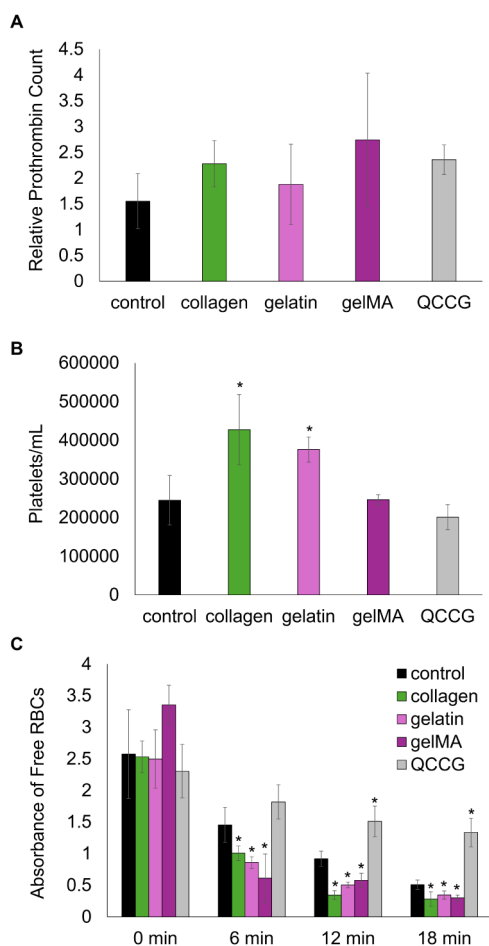 A
Relative Prothrombin Count
4.5
4
3.5
3
2.5
2
1.5
1
0.5
0
control collagen gelatin gelMA QCCG
B
Platelets/mL
600000
500000
400000
300000
200000
100000
0
* *
control collagen gelatin gelMA QCCG
C
Absorbance of Free RBCs
4
3.5
3
2.5
2
1.5
1
0.5
0
control
collagen
gelatin
gelMA
QCCG
* * *
* * * *
* * * *
0 min 6 min 12 min 18 min